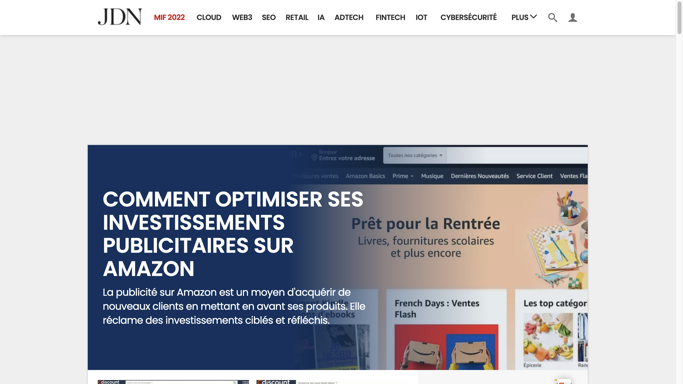 JDN MIF 2022 CLOUD WEB3 SEO RETAIL IA ADTECH FINTECH IOT CYBERSÉCURITÉ PLUS
Bonjour
Entrez votre adresse
Toutes nos catégories
Amazon Basics Prime Musique Dernières Nouveautés Service Client Ventes Fla
COMMENT OPTIMISER SES
INVESTISSEMENTS
PUBLICITAIRES SUR
AMAZON
La publicité sur Amazon est un moyen d'acquérir de
nouveaux clients en mettant en avant ses produits. Elle
réclame des investissements ciblés et réfléchis.
Prêt pour la Rentrée
Livres, fournitures scolaires
et plus encore
French Days : Ventes
Flash
Les top catégor
Épicerie
discount
discount